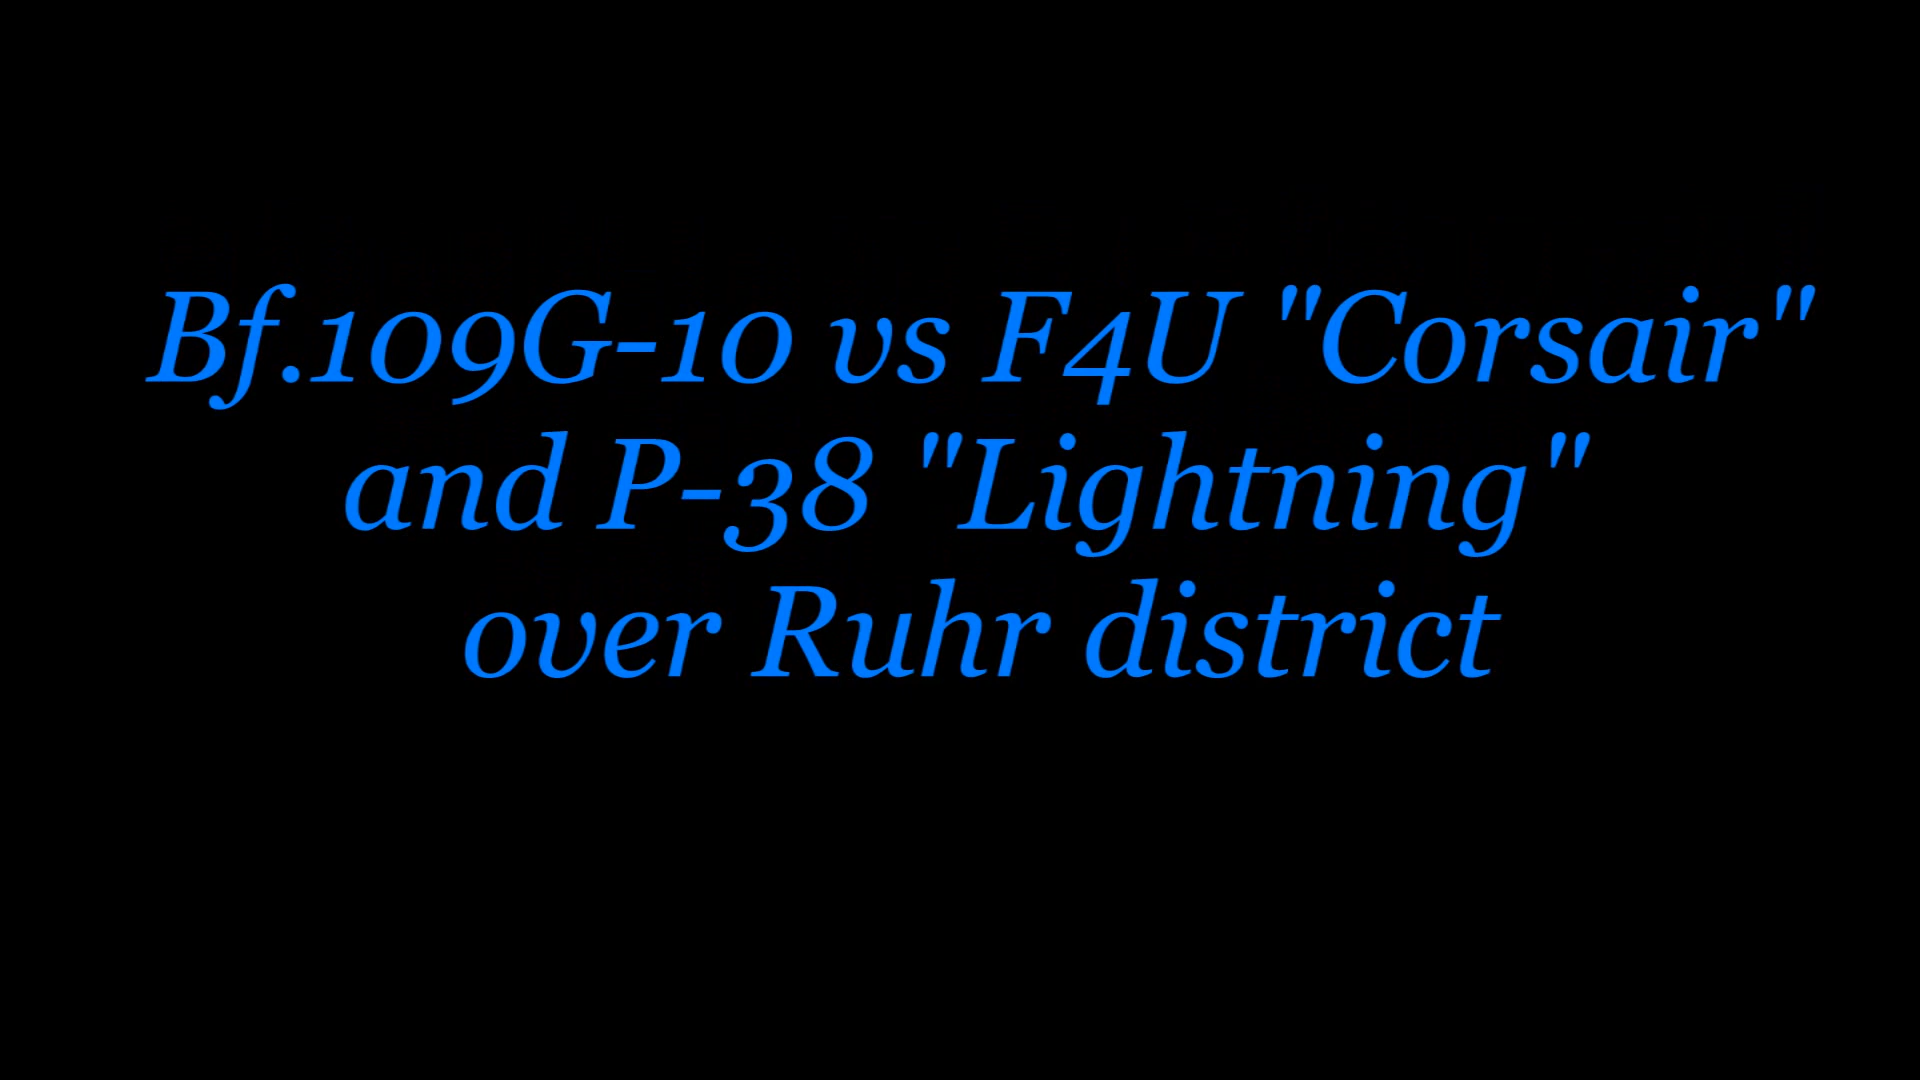 Bf.109G-10 vs F4U "Corsair"
and P-38 "Lightning"
over Ruhr district